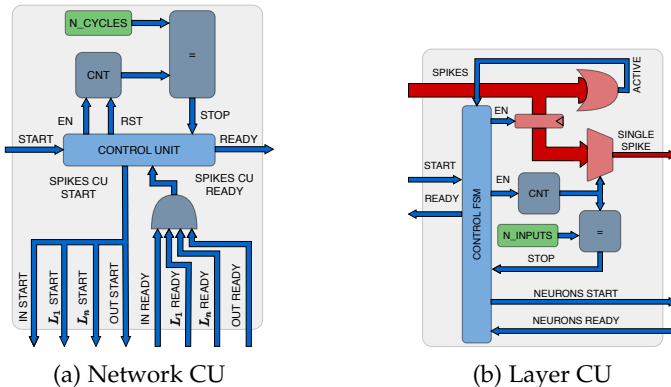 N_CYCLES
=
CNT
EN
RST
STOP
START
CONTROL UNIT
READY
SPIKES CU
START
SPIKES CU
READY
IN START
L1 START
Ln START
OUT START
IN READY
L1 READY
Ln READY
OUT READY
(a) Network CU
SPIKES
ACTIVE
EN
SINGLE
SPIKE
START
READY
CONTROL FSM
EN
CNT
N_INPUTS
=
STOP
NEURONS START
NEURONS READY
(b) Layer CU